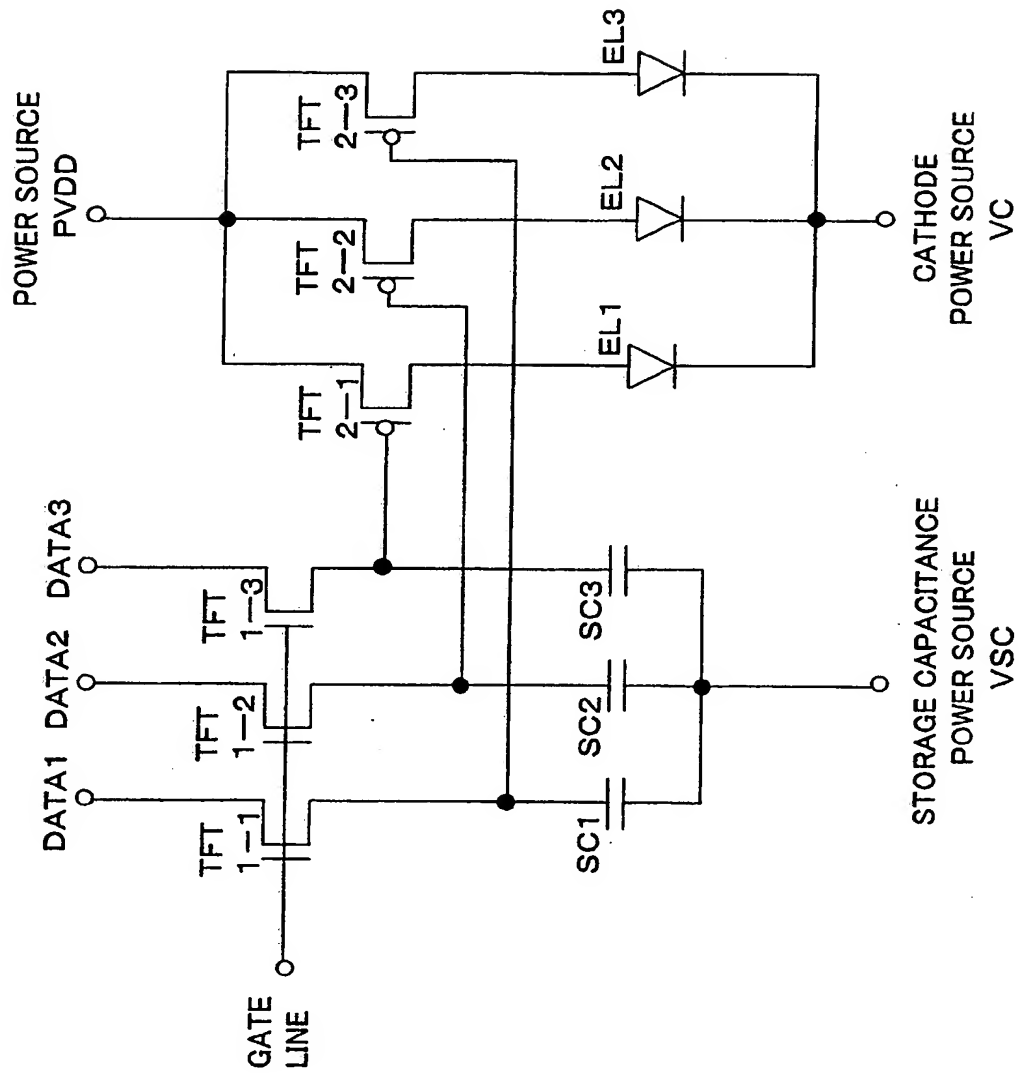 POWER SOURCE
PVDD
DATA1
DATA2
DATA3
TFT
1—1
TFT
1—2
TFT
1—3
TFT
2—1
TFT
2—2
TFT
2—3
GATE
LINE
SC1
SC2
SC3
EL1
EL2
EL3
STORAGE CAPACITANCE
POWER SOURCE
VSC
CATHODE
POWER SOURCE
VC